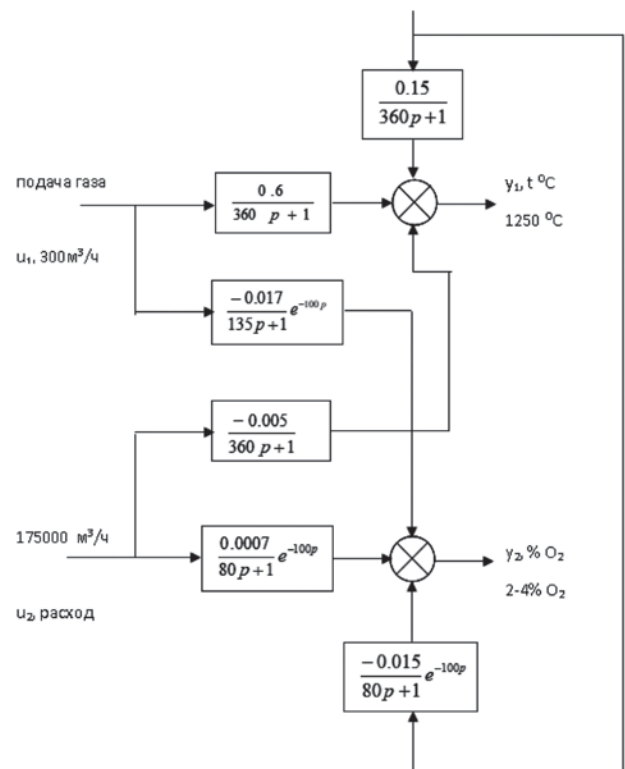 0.15
360p+1
подача газа
0 .6
360 p + 1
y₁, t ⁰C
1250 ⁰C
u₁, 300м³/ч
−0.017
135p+1 e^{-100p}
−0.005
360 p+1
175000 м³/ч
0.0007
80p+1 e^{-100p}
y₂, % O₂
2-4% O₂
u₂, расход
−0.015
80p+1 e^{-100p}